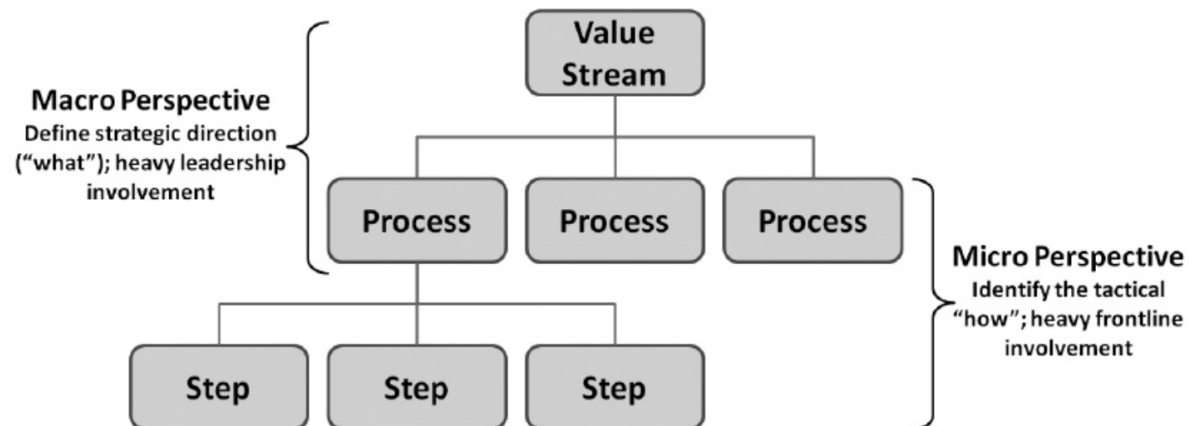 Value
Stream
Macro Perspective
Define strategic direction
(“what”); heavy leadership
involvement
Process
Process
Process
Micro Perspective
Identify the tactical
“how”; heavy frontline
involvement
Step
Step
Step